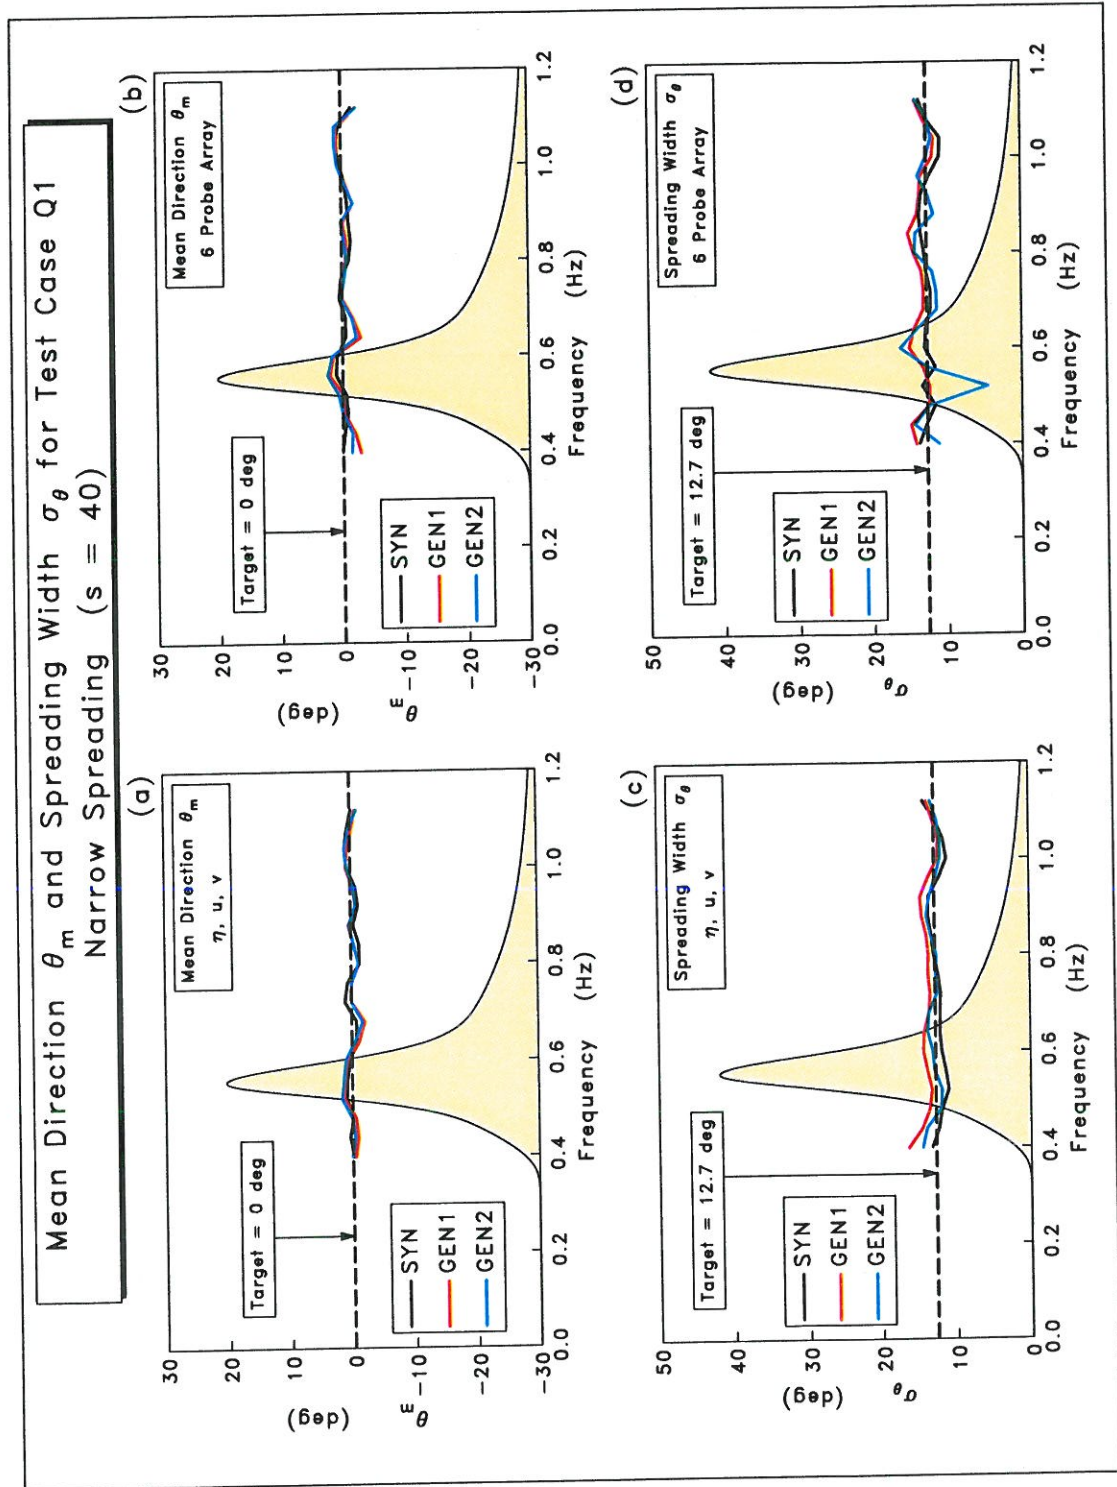 Mean Direction θm and Spreading Width σθ for Test Case Q1
Narrow Spreading (s = 40)
(a)
Mean Direction θm
η, u, v
Target = 0 deg
SYN
GEN1
GEN2
30
20
10
0
-10
-20
-30
θm
(deg)
0.0 0.2 0.4 0.6 0.8 1.0 1.2
Frequency (Hz)
(b)
Mean Direction θm
6 Probe Array
Target = 0 deg
SYN
GEN1
GEN2
30
20
10
0
-10
-20
-30
θm
(deg)
0.0 0.2 0.4 0.6 0.8 1.0 1.2
Frequency (Hz)
(c)
Spreading Width σθ
η, u, v
Target = 12.7 deg
SYN
GEN1
GEN2
50
40
30
20
10
0
σθ
(deg)
0.0 0.2 0.4 0.6 0.8 1.0 1.2
Frequency (Hz)
(d)
Spreading Width σθ
6 Probe Array
Target = 12.7 deg
SYN
GEN1
GEN2
50
40
30
20
10
0
σθ
(deg)
0.0 0.2 0.4 0.6 0.8 1.0 1.2
Frequency (Hz)